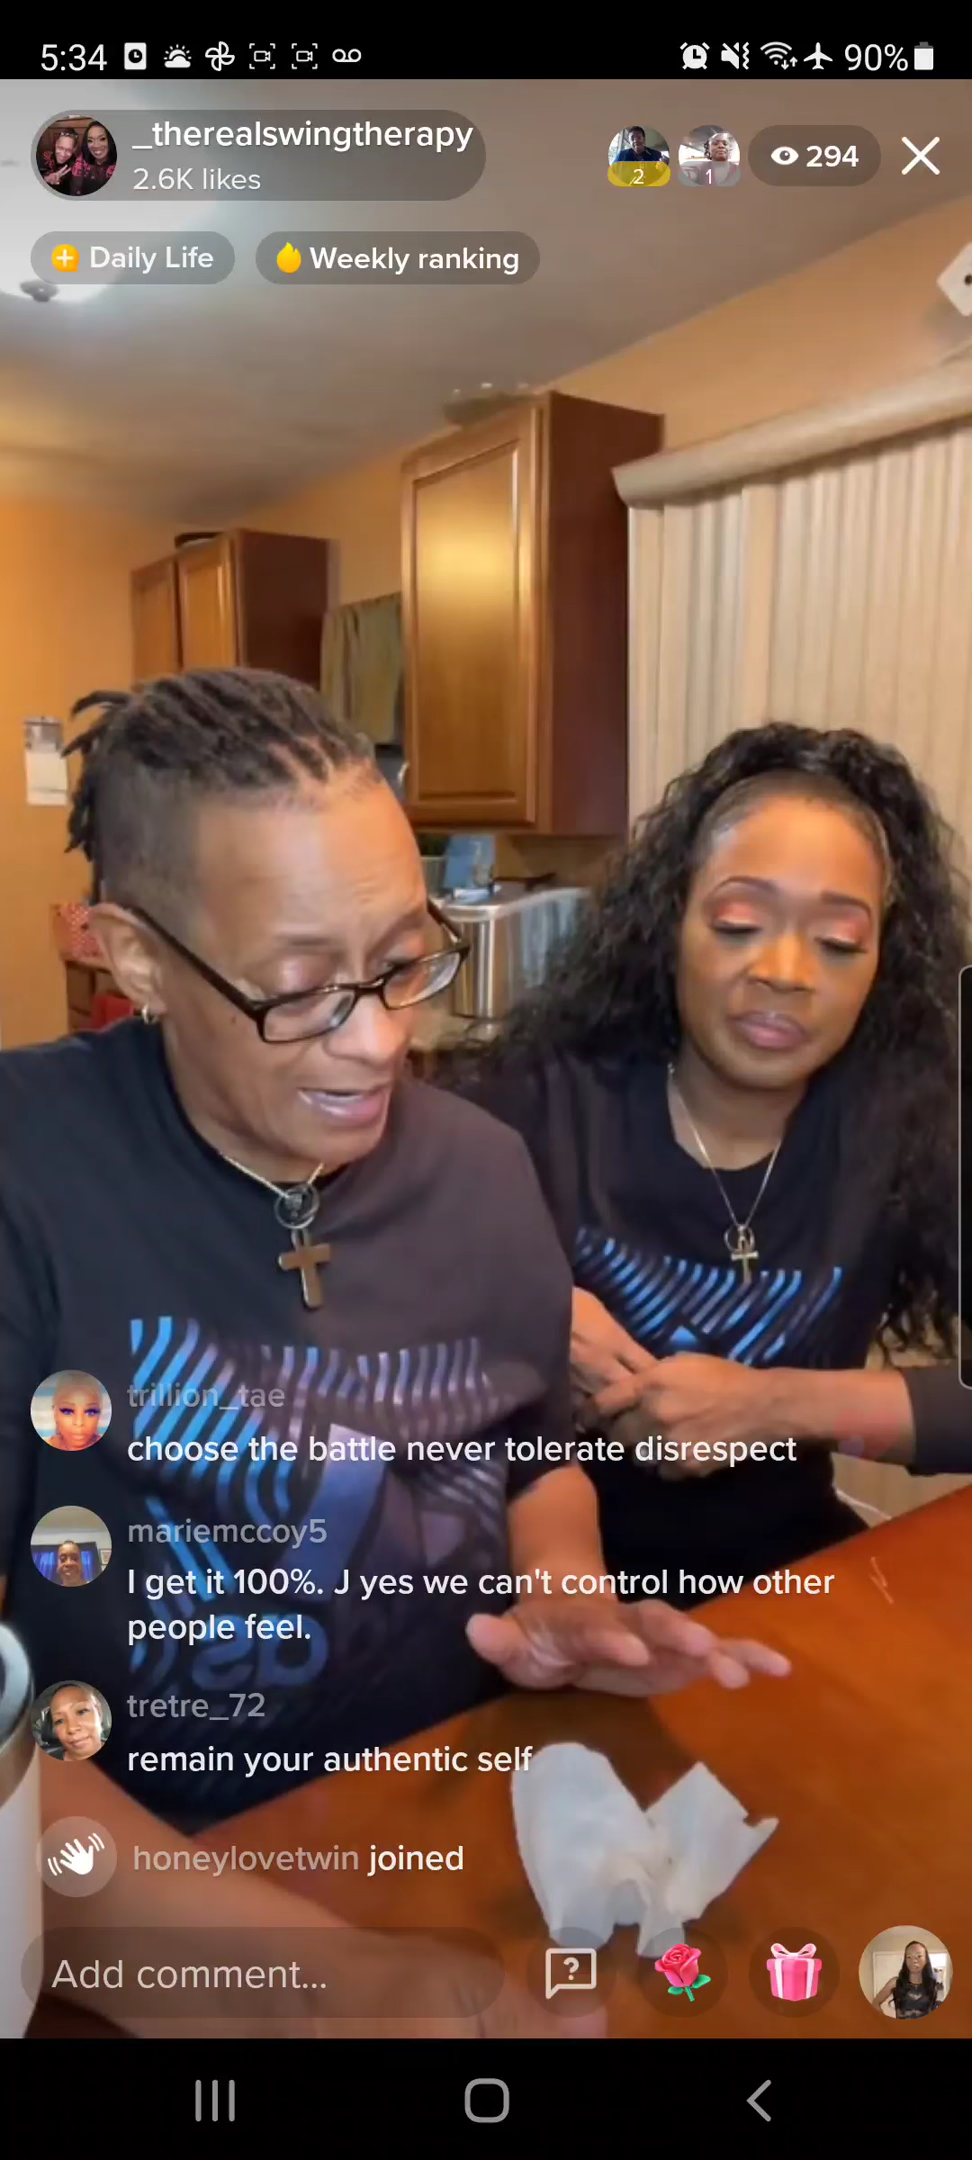 5:34
90%
_therealswingtherapy
2.6K likes
2
1
294
Daily Life
Weekly ranking
trillion_tae
choose the battle never tolerate disrespect
mariemccoy5
I get it 100%. J yes we can't control how other
people feel.
tretre_72
remain your authentic self
honeylovetwin joined
Add comment...